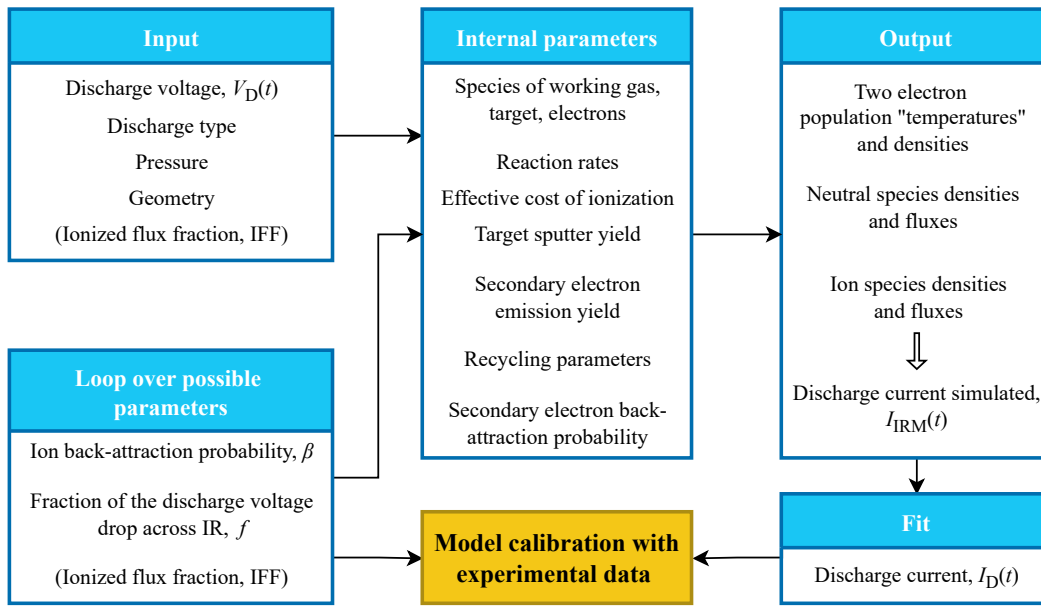 Input
Discharge voltage, V_D(t)
Discharge type
Pressure
Geometry
(Ionized flux fraction, IFF)
Loop over possible
parameters
Ion back-attraction probability, β
Fraction of the discharge voltage
drop across IR, f
(Ionized flux fraction, IFF)
Internal parameters
Species of working gas,
target, electrons
Reaction rates
Effective cost of ionization
Target sputter yield
Secondary electron
emission yield
Recycling parameters
Secondary electron back-
attraction probability
Model calibration with
experimental data
Output
Two electron
population "temperatures"
and densities
Neutral species densities
and fluxes
Ion species densities
and fluxes
Discharge current simulated,
I_IRM(t)
Fit
Discharge current, I_D(t)